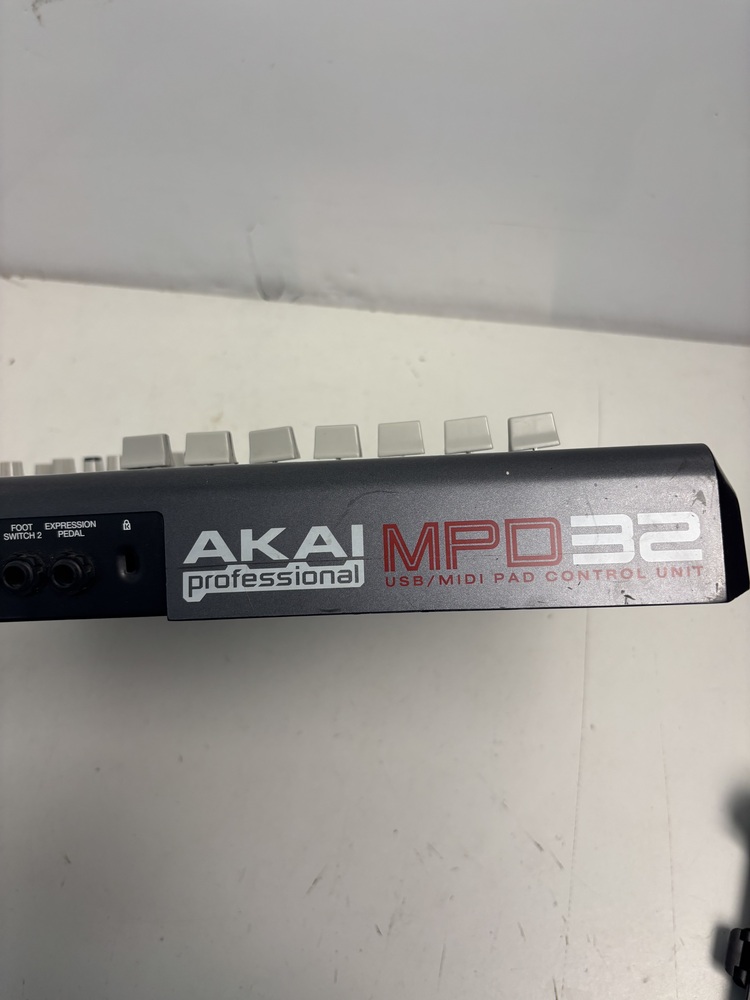 FOOT
SWITCH 2
EXPRESSION
PEDAL
AKAI
professional
MPD32
USB/MIDI PAD CONTROL UNIT